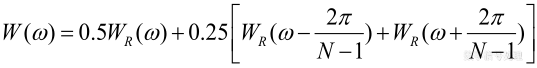 W(ω) = 0.5W_R(ω) + 0.25[W_R(ω − 2π/(N−1)) + W_R(ω + 2π/(N−1))]